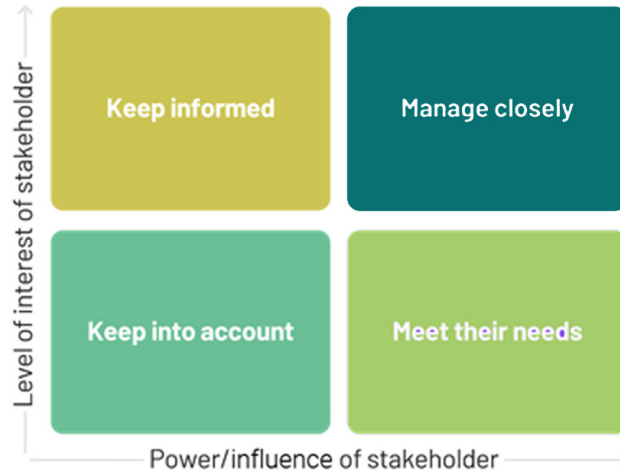 Level of interest of stakeholder
Keep informed
Manage closely
Keep into account
Meet their needs
Power/influence of stakeholder